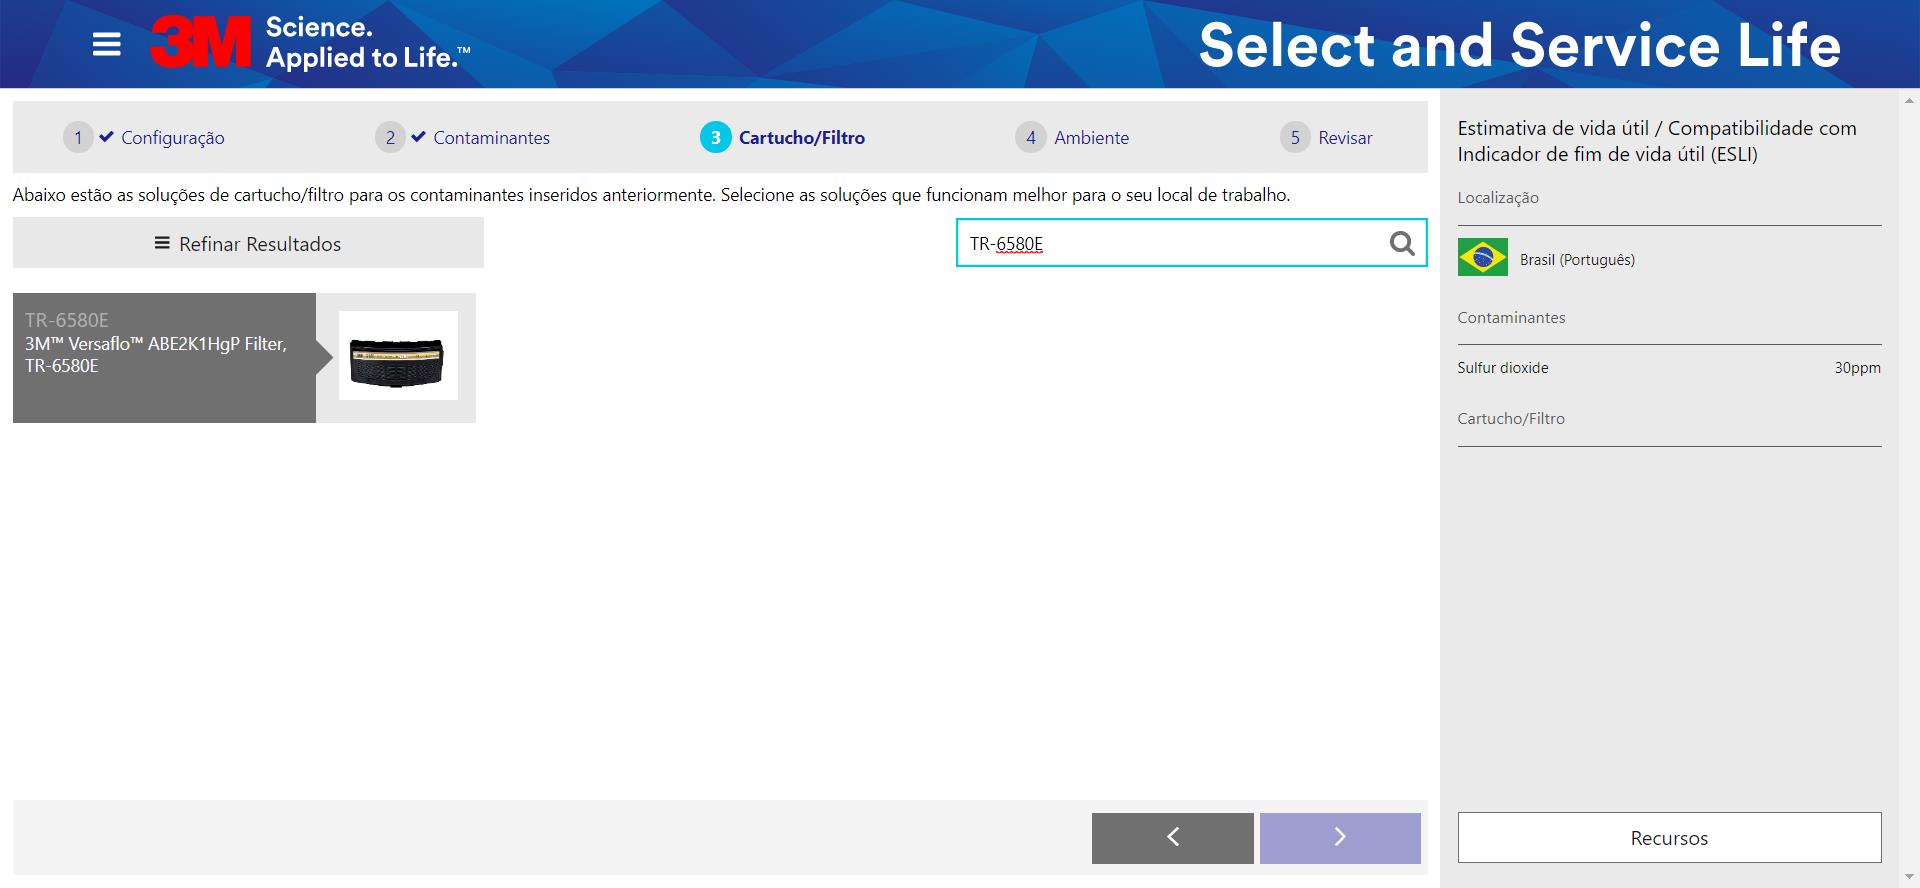 3M Science.
Applied to Life.™
Select and Service Life
1 Configuração
2 Contaminantes
3 Cartucho/Filtro
4 Ambiente
5 Revisar
Abaixo estão as soluções de cartucho/filtro para os contaminantes inseridos anteriormente. Selecione as soluções que funcionam melhor para o seu local de trabalho.
Refinar Resultados
TR-6580E
TR-6580E
3M™ Versaflo™ ABE2K1HgP Filter,
TR-6580E
Estimativa de vida útil / Compatibilidade com
Indicador de fim de vida útil (ESLI)
Localização
Brasil (Português)
Contaminantes
Sulfur dioxide 30ppm
Cartucho/Filtro
Recursos